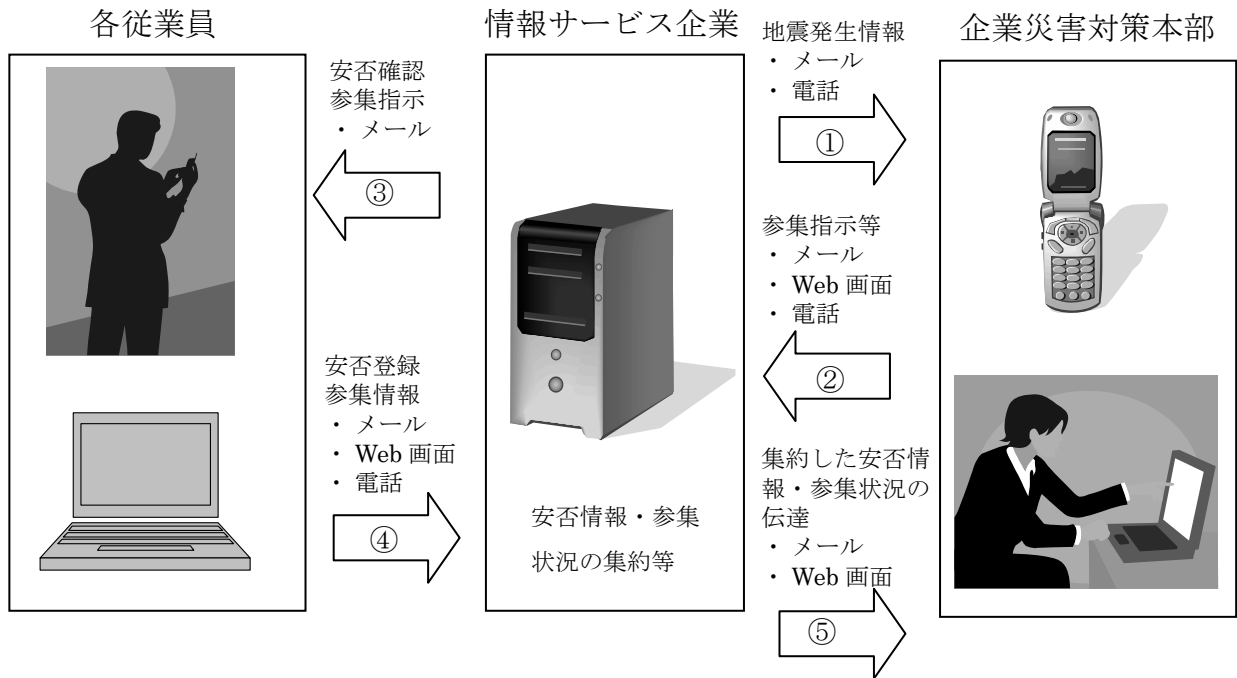 各従業員
情報サービス企業
企業災害対策本部
地震発生情報
・ メール
・ 電話
①
安否確認
参集指示
・ メール
③
参集指示等
・ メール
・ Web 画面
・ 電話
②
安否登録
参集情報
・ メール
・ Web 画面
・ 電話
④
安否情報・参集
状況の集約等
集約した安否情
報・参集状況の
伝達
・ メール
・ Web 画面
⑤